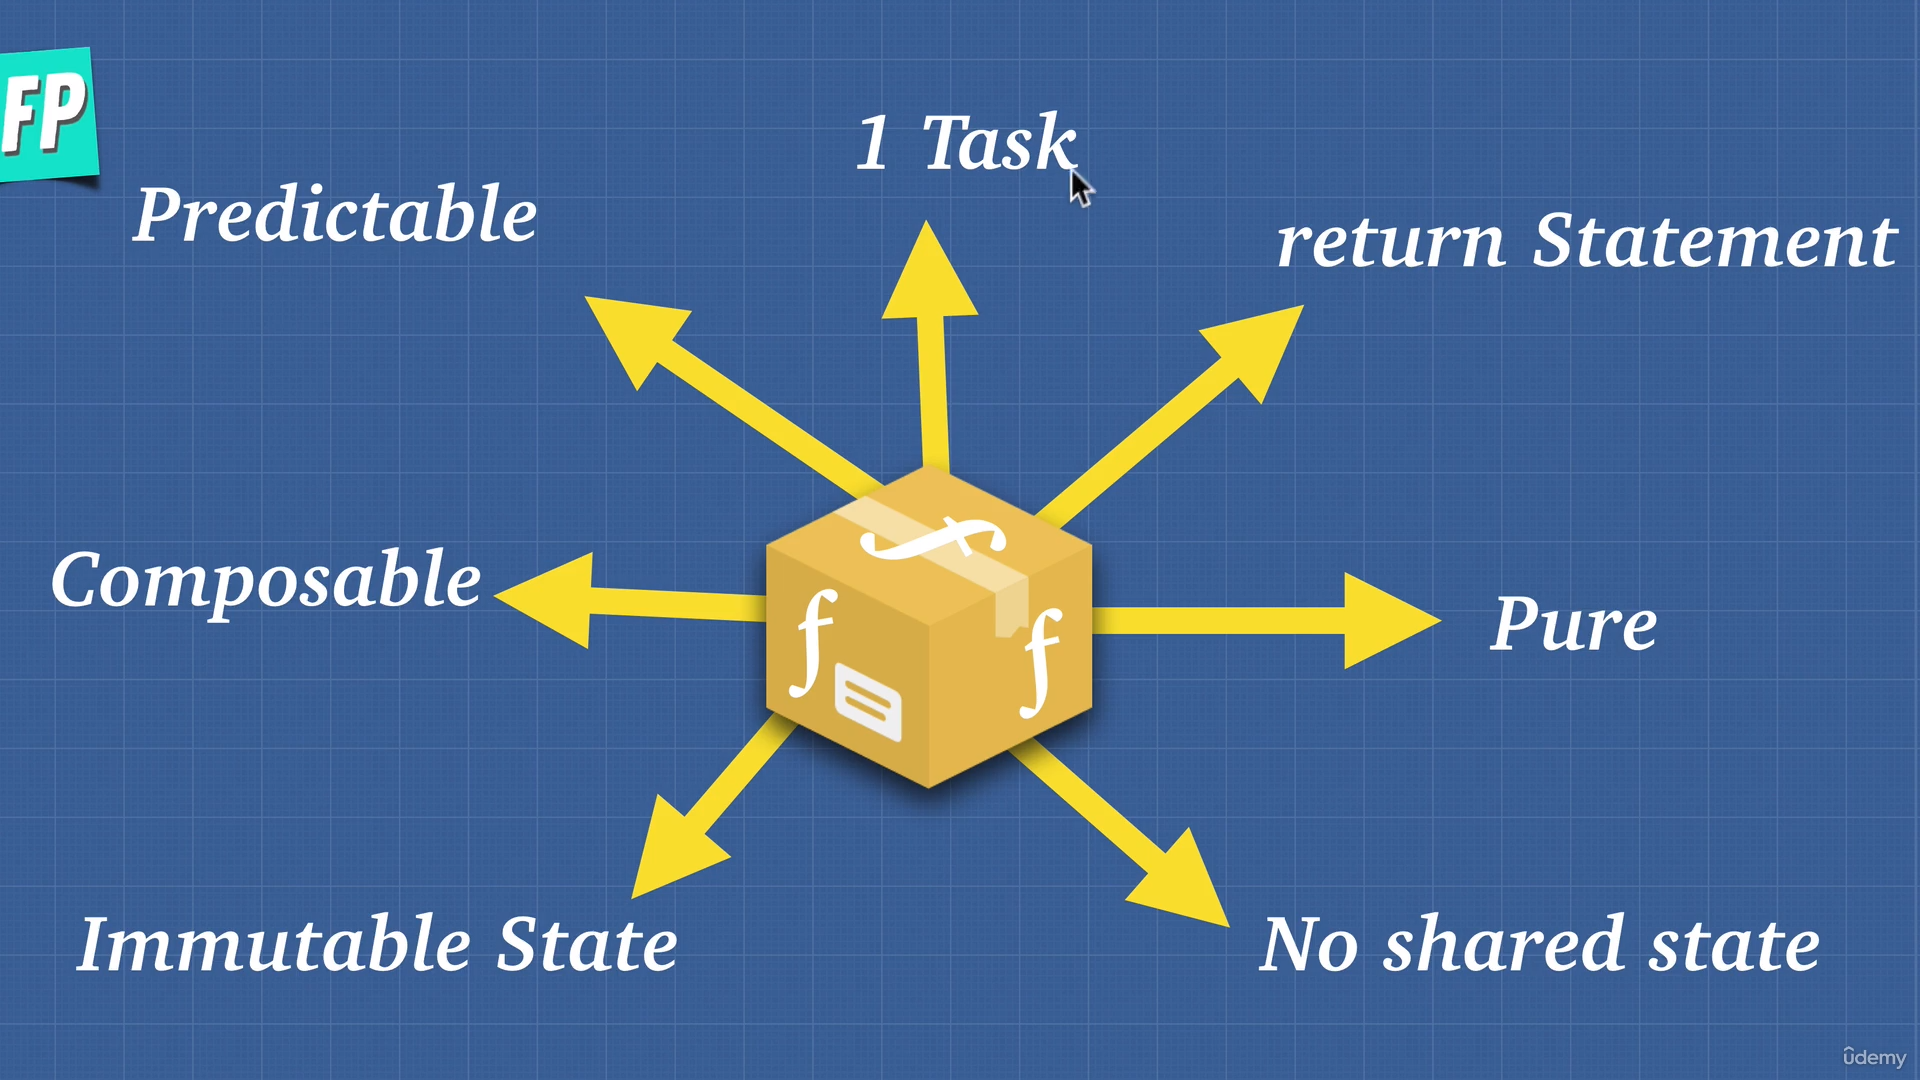 FP
1 Task
Predictable
return Statement
Composable
Pure
f
f
f
Immutable State
No shared state
ûdemy